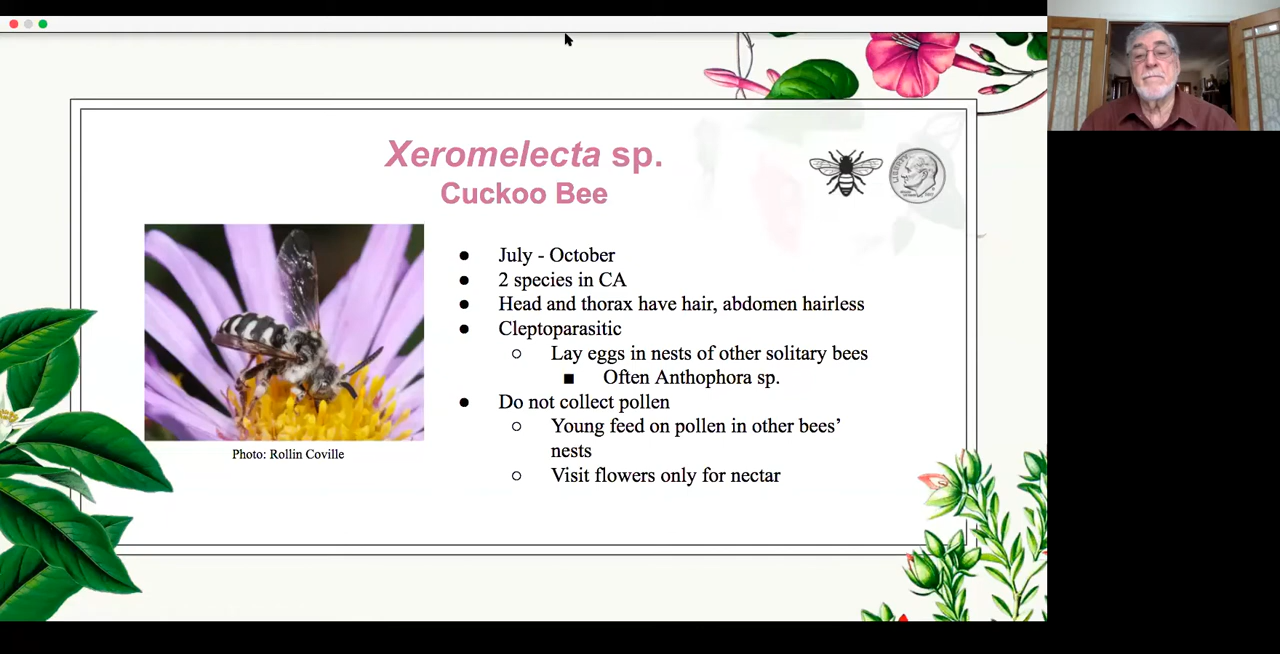 Xeromelecta sp.
Cuckoo Bee
LIBERTY
● July - October
● 2 species in CA
● Head and thorax have hair, abdomen hairless
● Cleptoparasitic
○ Lay eggs in nests of other solitary bees
■ Often Anthophora sp.
● Do not collect pollen
○ Young feed on pollen in other bees’
nests
○ Visit flowers only for nectar
Photo: Rollin Coville